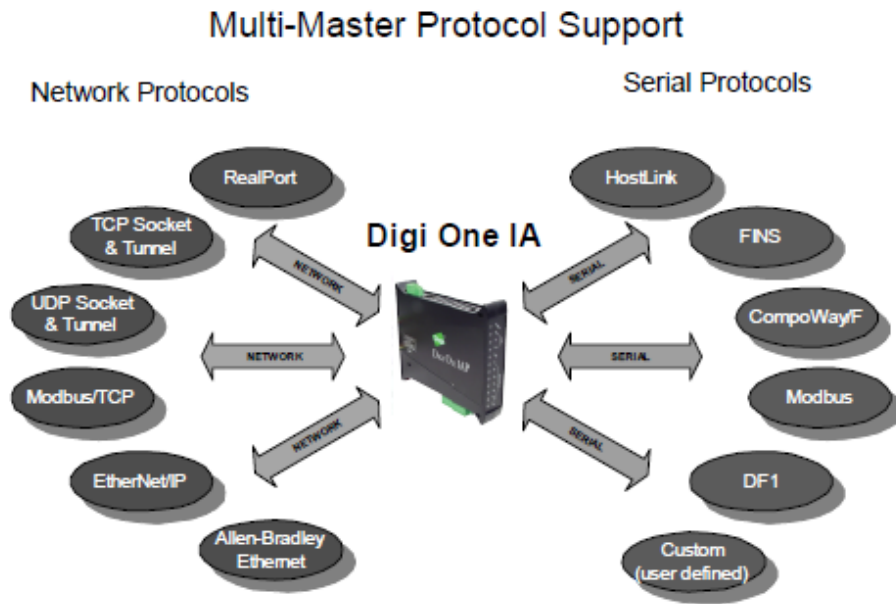 Multi-Master Protocol Support
Network Protocols
Serial Protocols
RealPort
HostLink
TCP Socket
& Tunnel
Digi One IA
FINS
NETWORK
SERIAL
UDP Socket
& Tunnel
CompoWay/F
NETWORK
SERIAL
Modbus/TCP
Modbus
NETWORK
SERIAL
EtherNet/IP
DF1
Allen-Bradley
Ethernet
Custom
(user defined)